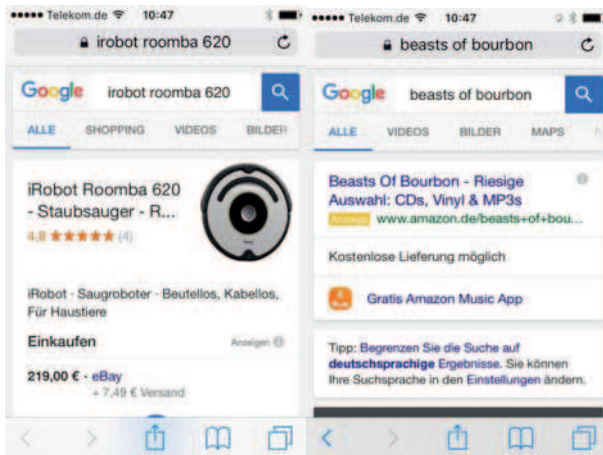 Telekom.de 10:47
irobot roomba 620
Google irobot roomba 620
ALLE SHOPPING VIDEOS BILDER
iRobot Roomba 620
- Staubsauger - R...
4,8 ★★★★★ (4)
iRobot · Saugroboter · Beutellos, Kabellos,
Für Haustiere
Einkaufen Anzeigen
219,00 € · eBay
+ 7,49 € Versand
Telekom.de 10:47
beasts of bourbon
Google beasts of bourbon
ALLE VIDEOS BILDER MAPS
Beasts Of Bourbon - Riesige
Auswahl: CDs, Vinyl & MP3s
Anzeige www.amazon.de/beasts+of+bou...
Kostenlose Lieferung möglich
Gratis Amazon Music App
Tipp: Begrenzen Sie die Suche auf
deutschsprachige Ergebnisse. Sie können
Ihre Suchsprache in den Einstellungen ändern.